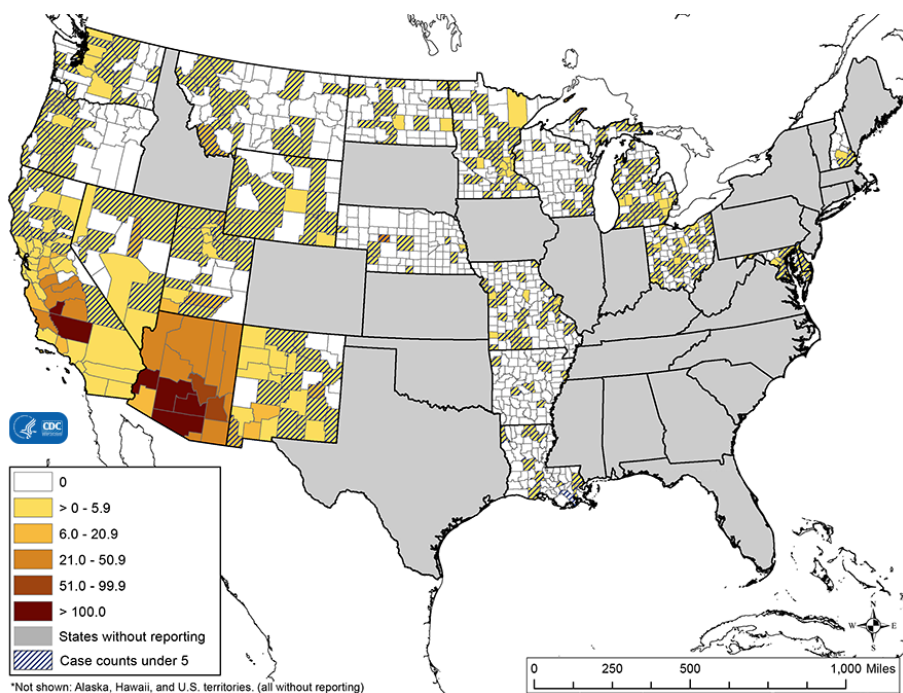 CDC
0
> 0 - 5.9
6.0 - 20.9
21.0 - 50.9
51.0 - 99.9
> 100.0
States without reporting
Case counts under 5
*Not shown: Alaska, Hawaii, and U.S. territories. (all without reporting)
N
W
E
S
0 250 500 1,000 Miles